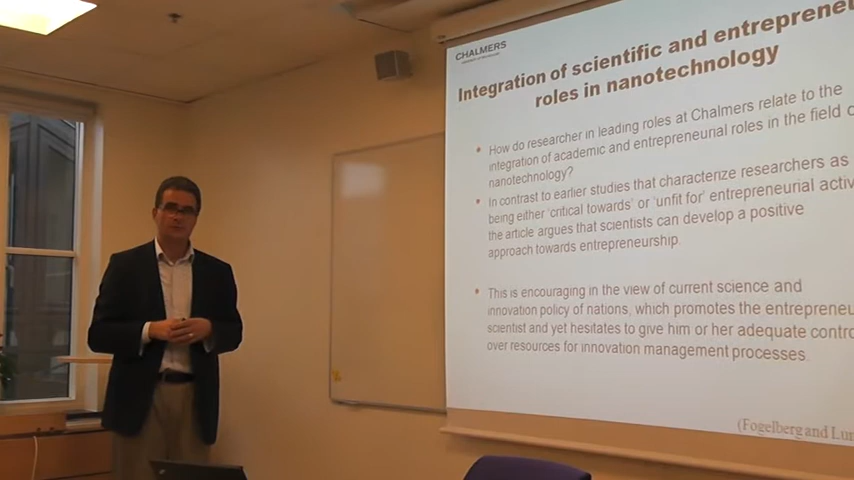 CHALMERS
Integration of scientific and entreprene
roles in Nanotechnology
• How do researcher in leading roles at Chalmers relate to the
integration of academic and entrepreneurial roles in the field o
nanotechnology?
• In contrast to earlier studies that characterize researchers as
being either 'critical towards' or 'unfit for' entrepreneurial activ
the article argues that scientists can develop a positive
approach towards entrepreneurship.
• This is encouraging in the view of current science and
innovation policy of nations, which promotes the entrepreneu
scientist and yet hesitates to give him or her adequate contro
over resources for innovation management processes.
(Fogelberg and Lun